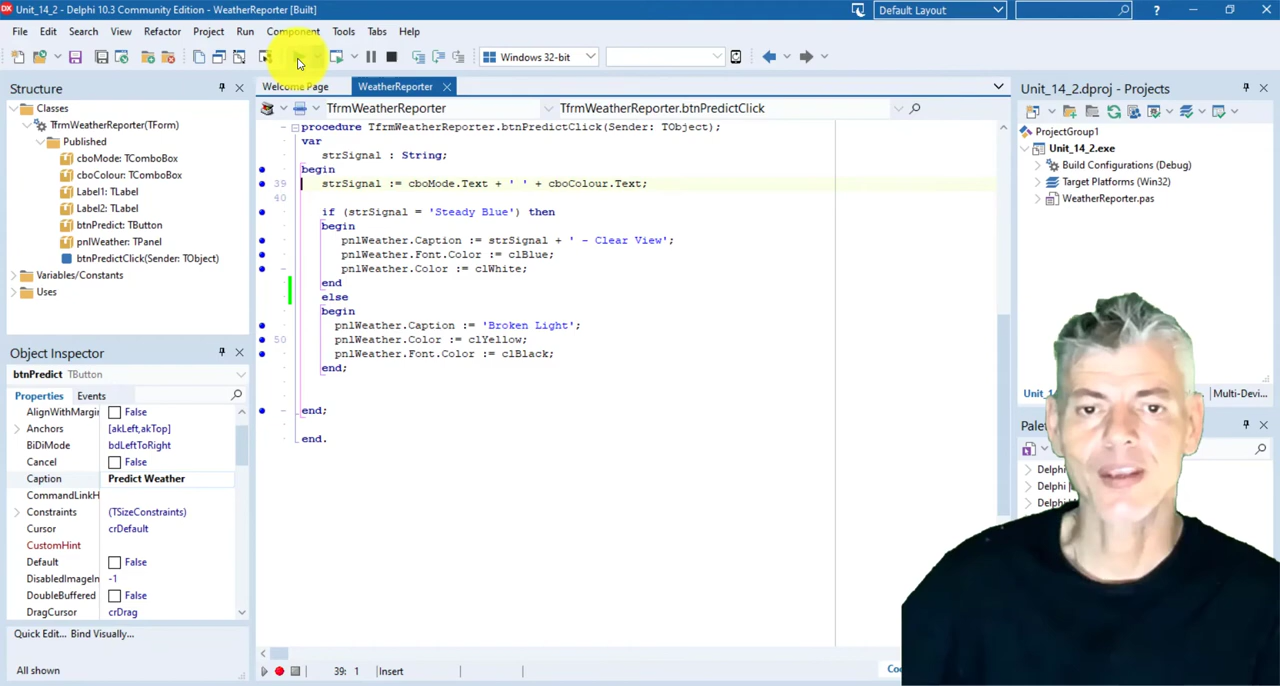 Unit_14_2 - Delphi 10.3 Community Edition - WeatherReporter [Built]
Default Layout
?
File Edit Search View Refactor Project Run Component Tools Tabs Help
Windows 32-bit
Structure
Classes
TfrmWeatherReporter(TForm)
Published
cboMode: TComboBox
cboColour: TComboBox
Label1: TLabel
Label2: TLabel
btnPredict: TButton
pnlWeather: TPanel
btnPredictClick(Sender: TObject)
Variables/Constants
Uses
Object Inspector
btnPredict TButton
Properties Events
AlignWithMargin False
Anchors [akLeft,akTop]
BiDiMode bdLeftToRight
Cancel False
Caption Predict Weather
CommandLinkH
Constraints (TSizeConstraints)
Cursor crDefault
CustomHint
Default False
DisabledImageIn -1
DoubleBuffered False
DragCursor crDrag
Quick Edit... Bind Visually...
All shown
Welcome Page WeatherReporter
TfrmWeatherReporter TfrmWeatherReporter.btnPredictClick
procedure TfrmWeatherReporter.btnPredictClick(Sender: TObject);
var
strSignal : String;
begin
39 strSignal := cboMode.Text + ' ' + cboColour.Text;
40
if (strSignal = 'Steady Blue') then
begin
pnlWeather.Caption := strSignal + ' - Clear View';
pnlWeather.Font.Color := clBlue;
pnlWeather.Color := clWhite;
end
else
begin
pnlWeather.Caption := 'Broken Light';
50 pnlWeather.Color := clYellow;
pnlWeather.Font.Color := clBlack;
end;
end;
end.
39: 1 Insert
Unit_14_2.dproj - Projects
ProjectGroup1
Unit_14_2.exe
Build Configurations (Debug)
Target Platforms (Win32)
WeatherReporter.pas
Multi-Devi...
Delphi
Delphi